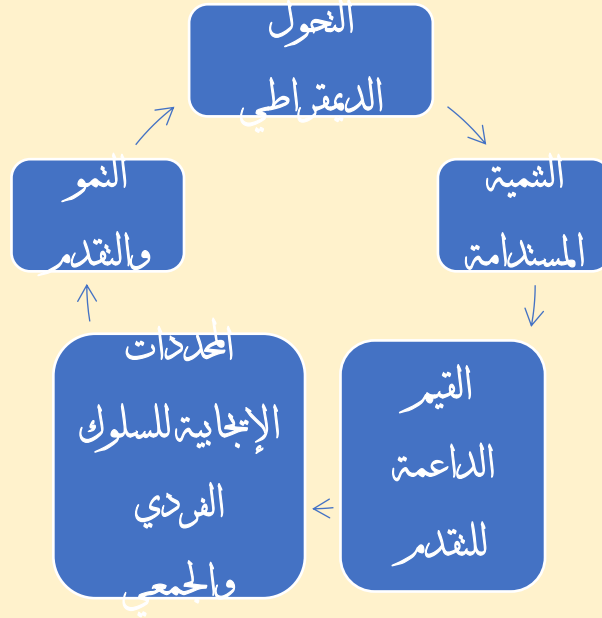 التحول
الديمقراطي
التنمية
المستدامة
القيم
الداعمة
للتقدم
المحددات
الإيجابية للسلوك
الفردي
والجمعي
النمو
والتقدم